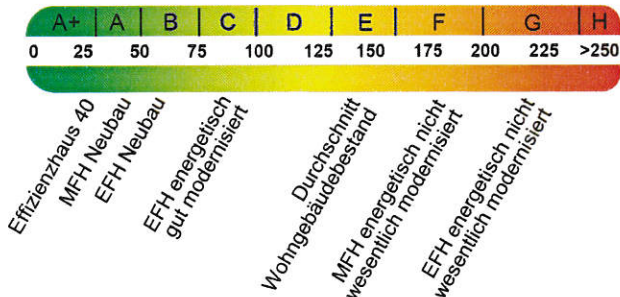 A+ A B C D E F G H
0 25 50 75 100 125 150 175 200 225 >250
Effizienzhaus 40
MFH Neubau
EFH Neubau
EFH energetisch
gut modernisiert
Durchschnitt
Wohngebäudebestand
MFH energetisch nicht
wesentlich modernisiert
EFH energetisch nicht
wesentlich modernisiert